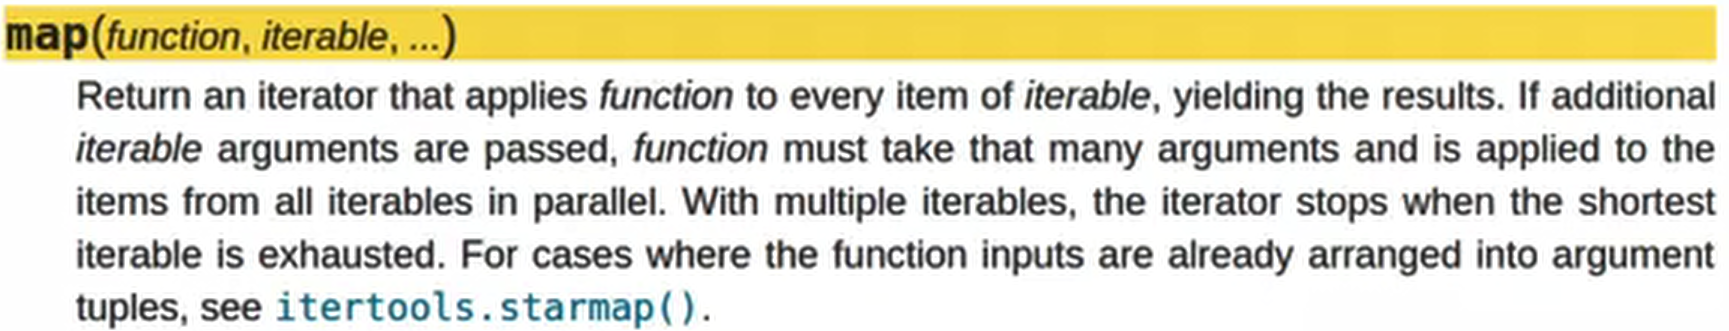 map(function, iterable, ...)
Return an iterator that applies function to every item of iterable, yielding the results. If additional
iterable arguments are passed, function must take that many arguments and is applied to the
items from all iterables in parallel. With multiple iterables, the iterator stops when the shortest
iterable is exhausted. For cases where the function inputs are already arranged into argument
tuples, see itertools.starmap().